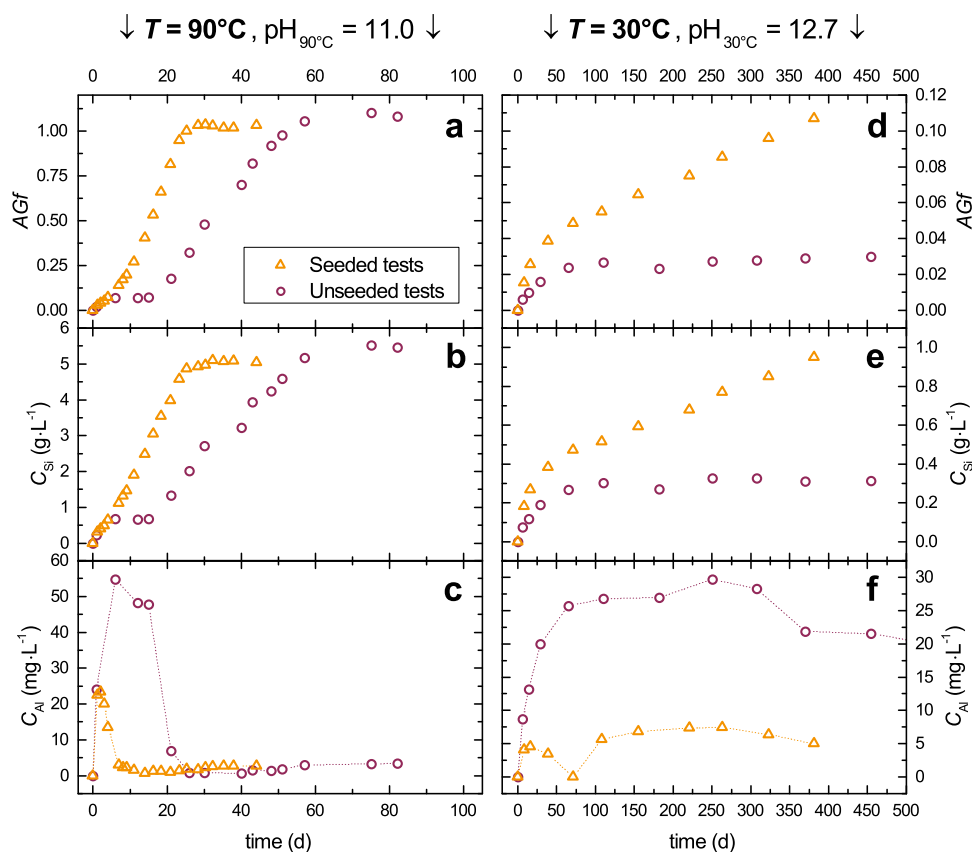 ↓ T = 90°C, pH90°C = 11.0 ↓
↓ T = 30°C, pH30°C = 12.7 ↓
0 20 40 60 80 100
0 50 100 150 200 250 300 350 400 450 500
a
AGf
1.00
0.75
0.50
0.25
0.00
Seeded tests
Unseeded tests
d
AGf
0.12
0.10
0.08
0.06
0.04
0.02
0.00
b
CSi (g·L-1)
6
5
4
3
2
1
0
e
CSi (g·L-1)
1.0
0.8
0.6
0.4
0.2
0.0
c
CAl (mg·L-1)
60
50
40
30
20
10
0
f
CAl (mg·L-1)
30
25
20
15
10
5
0
0 20 40 60 80 100
time (d)
0 50 100 150 200 250 300 350 400 450 500
time (d)